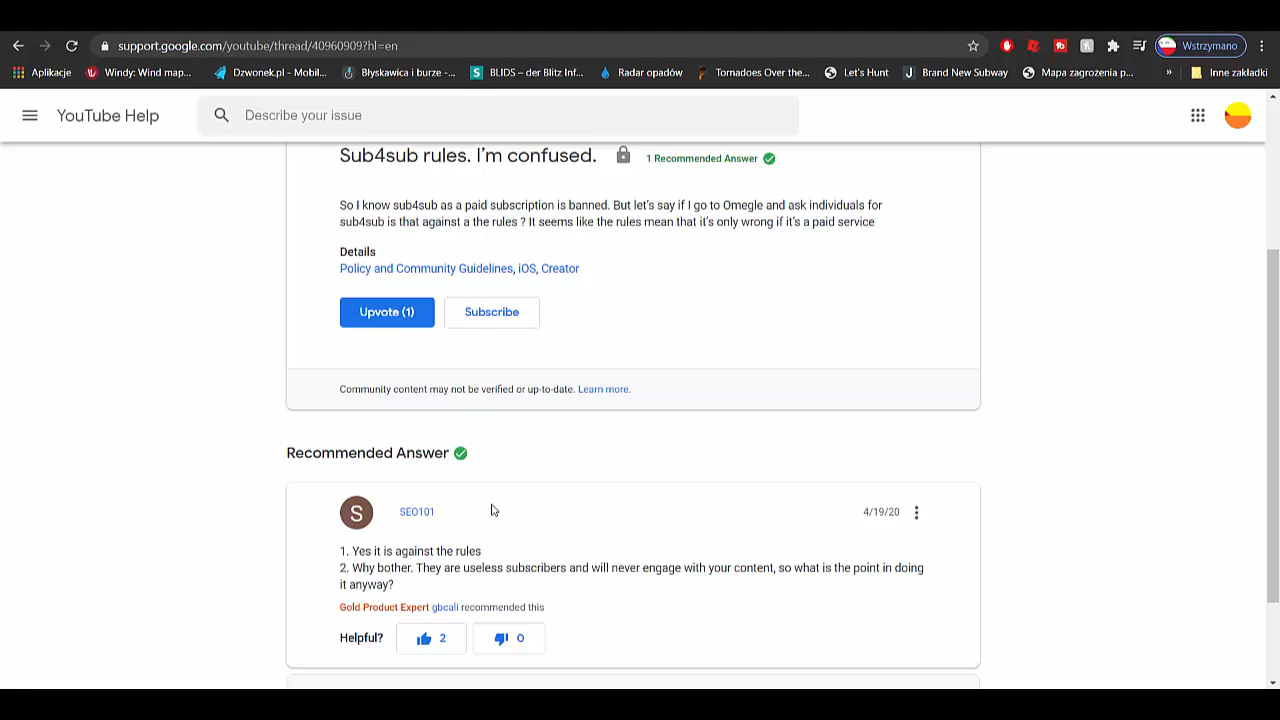 support.google.com/youtube/thread/40960909?hl=en
Wstrzymano
Aplikacje
Windy: Wind map...
Dzwonek.pl - Mobil...
Błyskawica i burze -...
S
BLIDS – der Blitz Inf...
Radar opadów
Tornadoes Over the...
Let's Hunt
J
Brand New Subway
Mapa zagrożenia p...
»
Inne zakładki
YouTube Help
Describe your issue
Sub4sub rules. I'm confused.
1 Recommended Answer
So I know sub4sub as a paid subscription is banned. But let's say if I go to Omegle and ask individuals for
sub4sub is that against a the rules ? It seems like the rules mean that it's only wrong if it's a paid service
Details
Policy and Community Guidelines, iOS, Creator
Upvote (1)
Subscribe
Community content may not be verified or up-to-date. Learn more.
Recommended Answer
S
SEO101
4/19/20
1. Yes it is against the rules
2. Why bother. They are useless subscribers and will never engage with your content, so what is the point in doing
it anyway?
Gold Product Expert gbcali recommended this
Helpful?
2
0